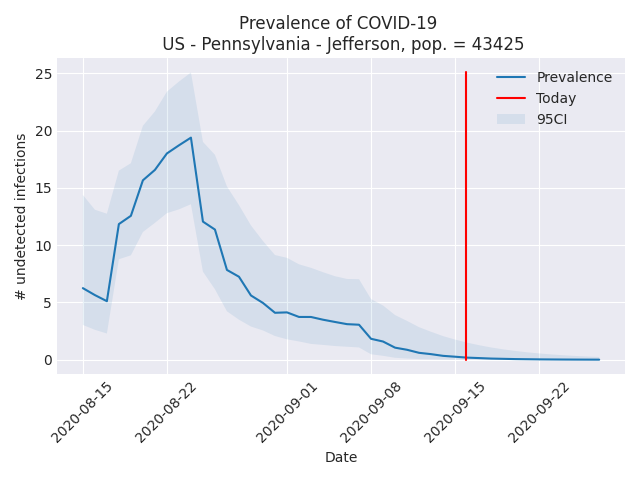 Prevalence of COVID-19
US - Pennsylvania - Jefferson, pop. = 43425
# undetected infections
25
20
15
10
5
0
Prevalence
Today
95CI
2020-08-15
2020-08-22
2020-09-01
2020-09-08
2020-09-15
2020-09-22
Date